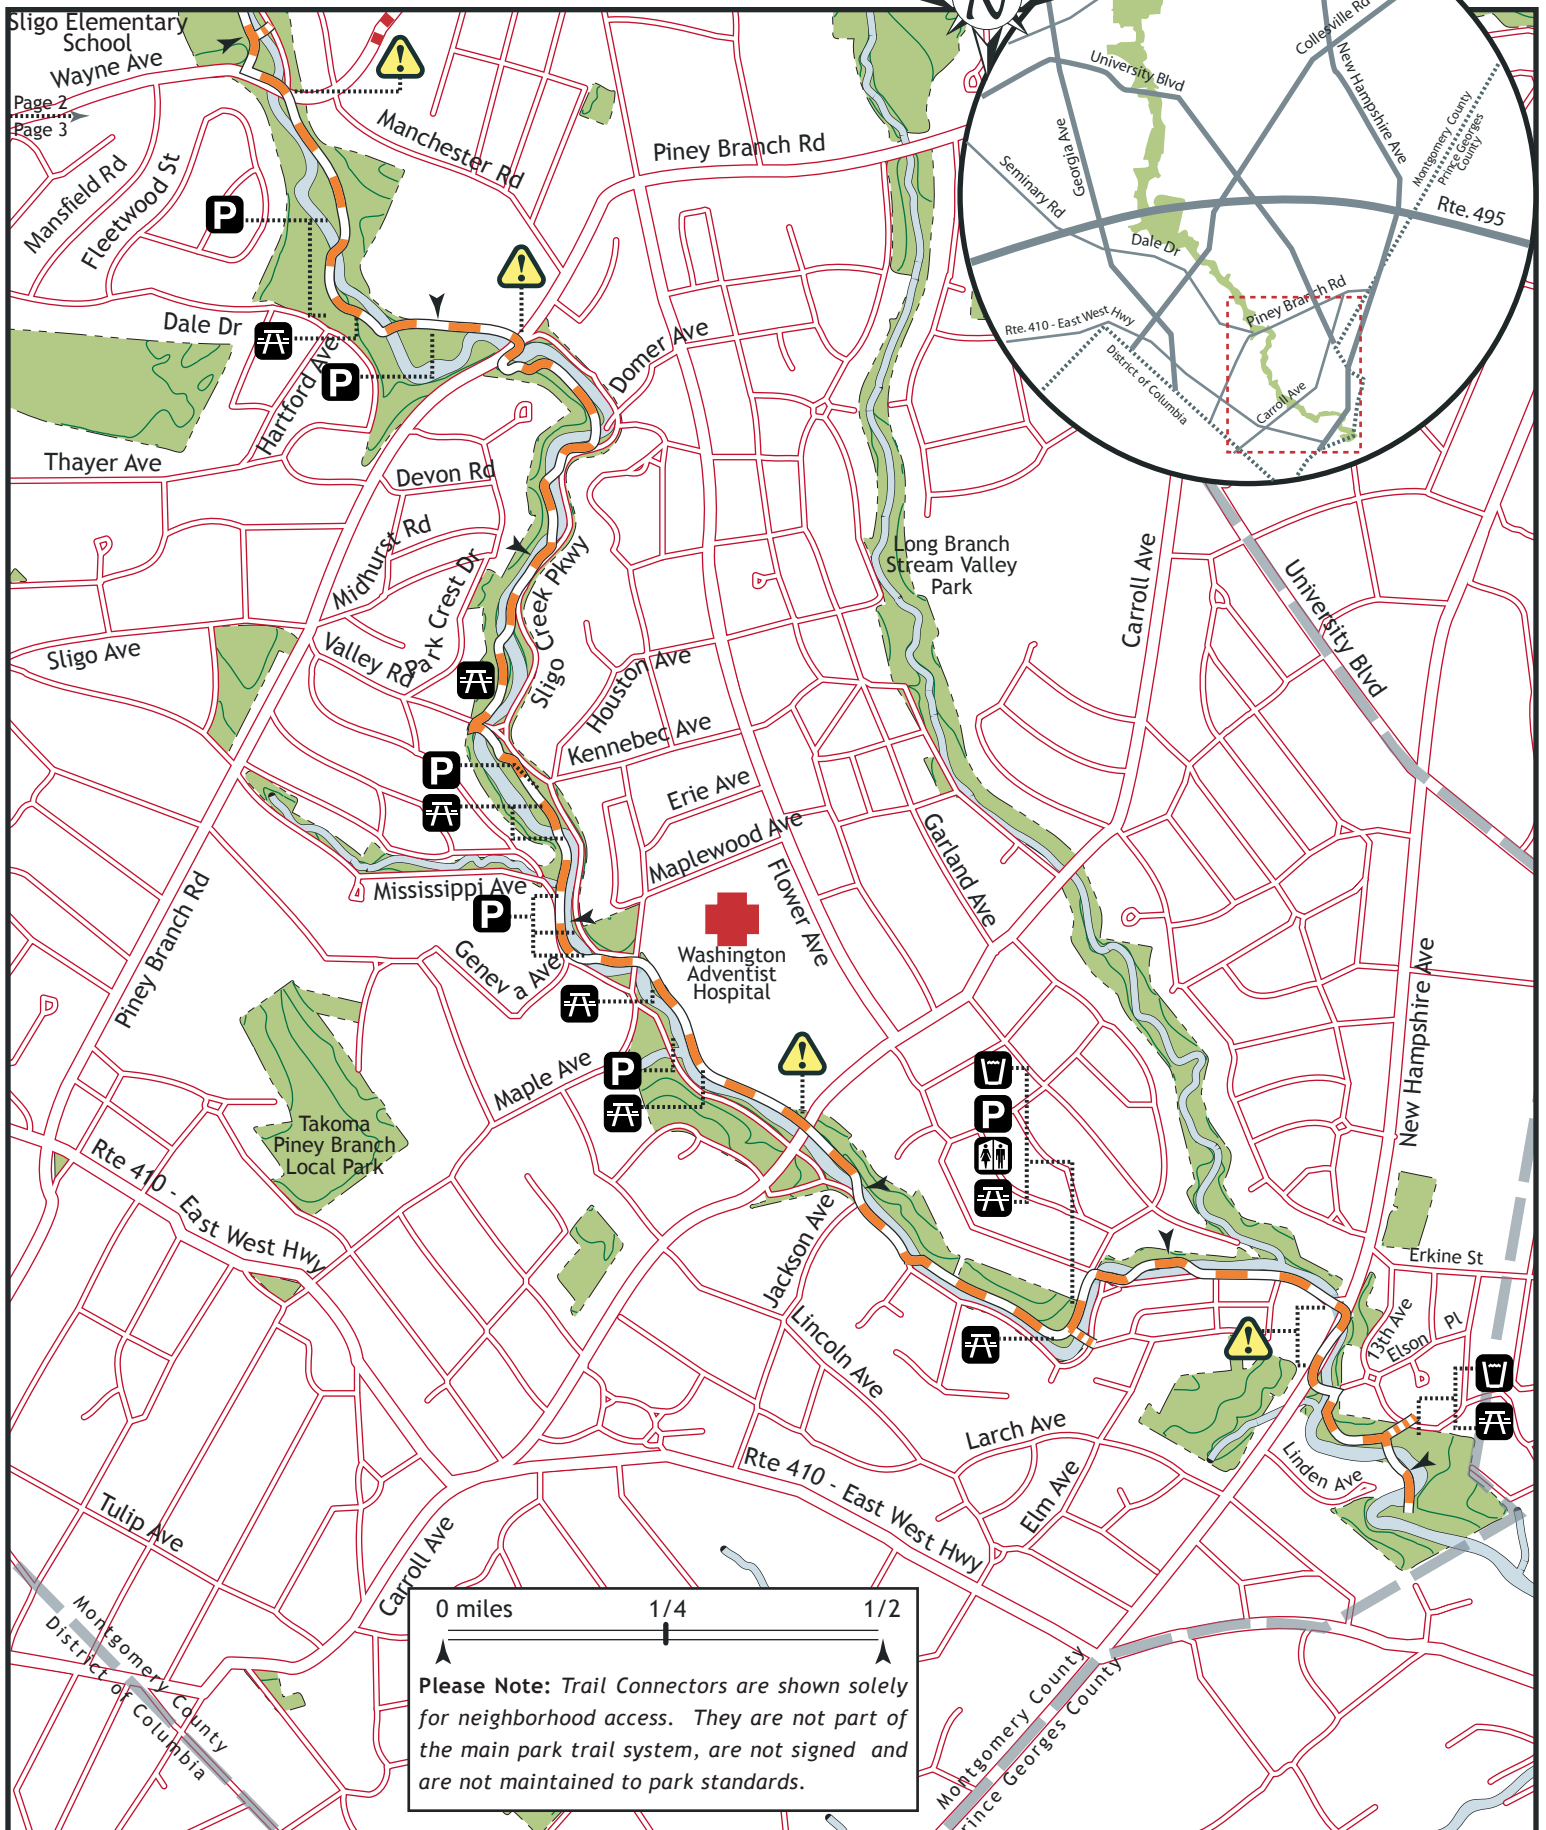 Sligo Elementary
School
Wayne Ave
Page 2
Page 3
Mansfield Rd
Fleetwood St
Manchester Rd
Piney Branch Rd
P
N
University Blvd
Collesville Rd
New Hampshire Ave
Montgomery County
Prince Georges
County
Georgia Ave
Seminary Rd
Rte. 495
Dale Dr
Piney Branch Rd
Rte. 410 - East West Hwy
District of Columbia
Carroll Ave
!
!
Dale Dr
Hartford Ave
P
Domer Ave
Thayer Ave
Devon Rd
Midhurst Rd
Park Crest Dr
Sligo Creek Pkwy
Long Branch
Stream Valley
Park
Carroll Ave
University Blvd
Sligo Ave
Valley Rd
Houston Ave
Kennebec Ave
P
Erie Ave
Maplewood Ave
Garland Ave
Flower Ave
Mississippi Ave
P
Piney Branch Rd
Geneva Ave
Washington
Adventist
Hospital
New Hampshire Ave
Maple Ave
P
!
P
Takoma
Piney Branch
Local Park
Rte 410 - East West Hwy
Jackson Ave
Lincoln Ave
Erkine St
13th Ave
Elson Pl
!
Larch Ave
Linden Ave
Elm Ave
Rte 410 - East West Hwy
Tulip Ave
Carroll Ave
Montgomery County
District of Columbia
0 miles 1/4 1/2
Please Note: Trail Connectors are shown solely
for neighborhood access. They are not part of
the main park trail system, are not signed and
are not maintained to park standards.
Montgomery County
rince Georges County